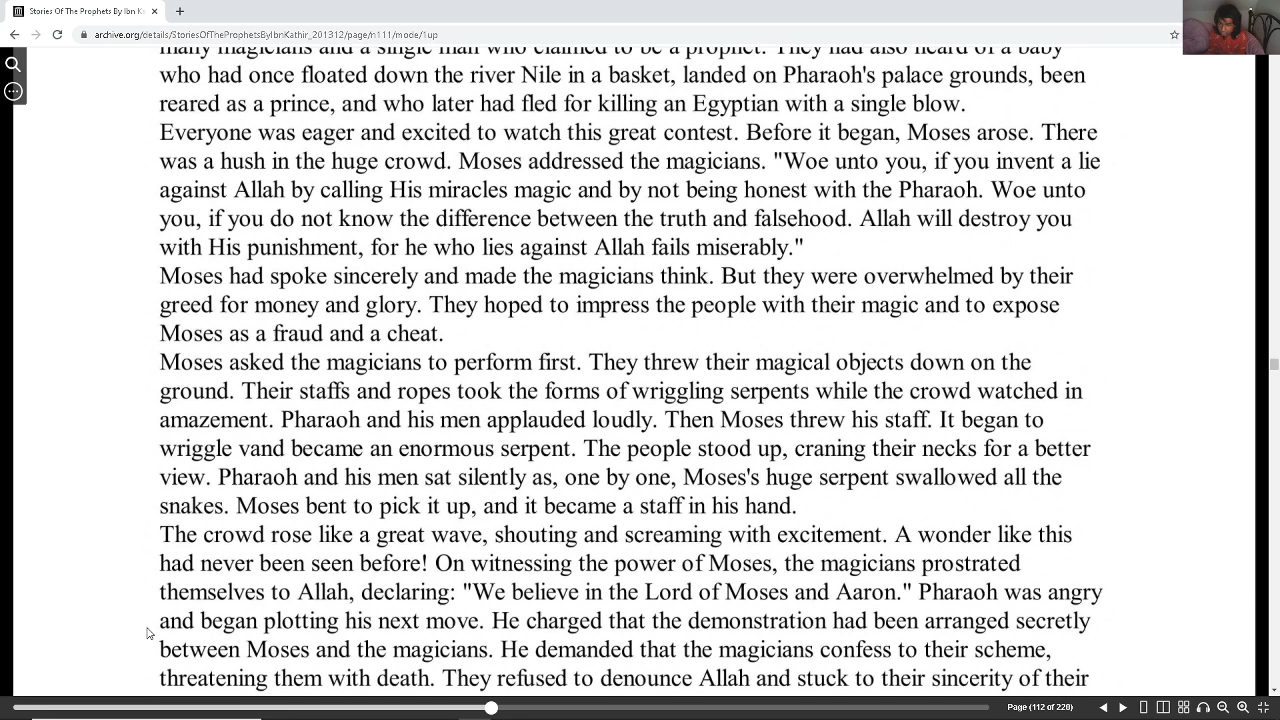 Stories Of The Prophets By Ibn K
archive.org/details/StoriesOfTheProphetsByIbnKathir_201312/page/n111/mode/1up
many magicians and a single man who claimed to be a prophet. They had also heard of a baby
who had once floated down the river Nile in a basket, landed on Pharaoh's palace grounds, been
reared as a prince, and who later had fled for killing an Egyptian with a single blow.
Everyone was eager and excited to watch this great contest. Before it began, Moses arose. There
was a hush in the huge crowd. Moses addressed the magicians. "Woe unto you, if you invent a lie
against Allah by calling His miracles magic and by not being honest with the Pharaoh. Woe unto
you, if you do not know the difference between the truth and falsehood. Allah will destroy you
with His punishment, for he who lies against Allah fails miserably."
Moses had spoke sincerely and made the magicians think. But they were overwhelmed by their
greed for money and glory. They hoped to impress the people with their magic and to expose
Moses as a fraud and a cheat.
Moses asked the magicians to perform first. They threw their magical objects down on the
ground. Their staffs and ropes took the forms of wriggling serpents while the crowd watched in
amazement. Pharaoh and his men applauded loudly. Then Moses threw his staff. It began to
wriggle vand became an enormous serpent. The people stood up, craning their necks for a better
view. Pharaoh and his men sat silently as, one by one, Moses's huge serpent swallowed all the
snakes. Moses bent to pick it up, and it became a staff in his hand.
The crowd rose like a great wave, shouting and screaming with excitement. A wonder like this
had never been seen before! On witnessing the power of Moses, the magicians prostrated
themselves to Allah, declaring: "We believe in the Lord of Moses and Aaron." Pharaoh was angry
and began plotting his next move. He charged that the demonstration had been arranged secretly
between Moses and the magicians. He demanded that the magicians confess to their scheme,
threatening them with death. They refused to denounce Allah and stuck to their sincerity of their
Page (112 of 228)